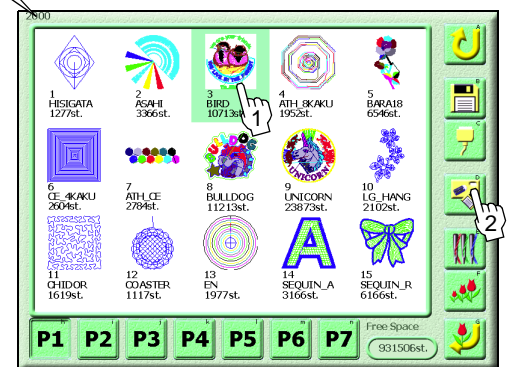 2000
1
HISIGATA
1277st.
2
ASAHI
3366st.
3
BIRD
10713st.
4
ATH_8KAKU
1952st.
5
BARA18
6546st.
6
CE_4KAKU
2604st.
7
ATH_CE
2784st.
8
BULLDOG
11213st.
9
UNICORN
23873st.
10
LG_HANG
2102st.
11
CHIDOR
1619st.
12
COASTER
1117st.
13
EN
1977st.
14
SEQUIN_A
3166st.
15
SEQUIN_R
6166st.
BULLDOG
UNICORN
A
1
2
A
B
C
D
F
G
h
P1
i
P2
j
P3
k
P4
l
P5
m
P6
n
P7
Free Space
931506st.